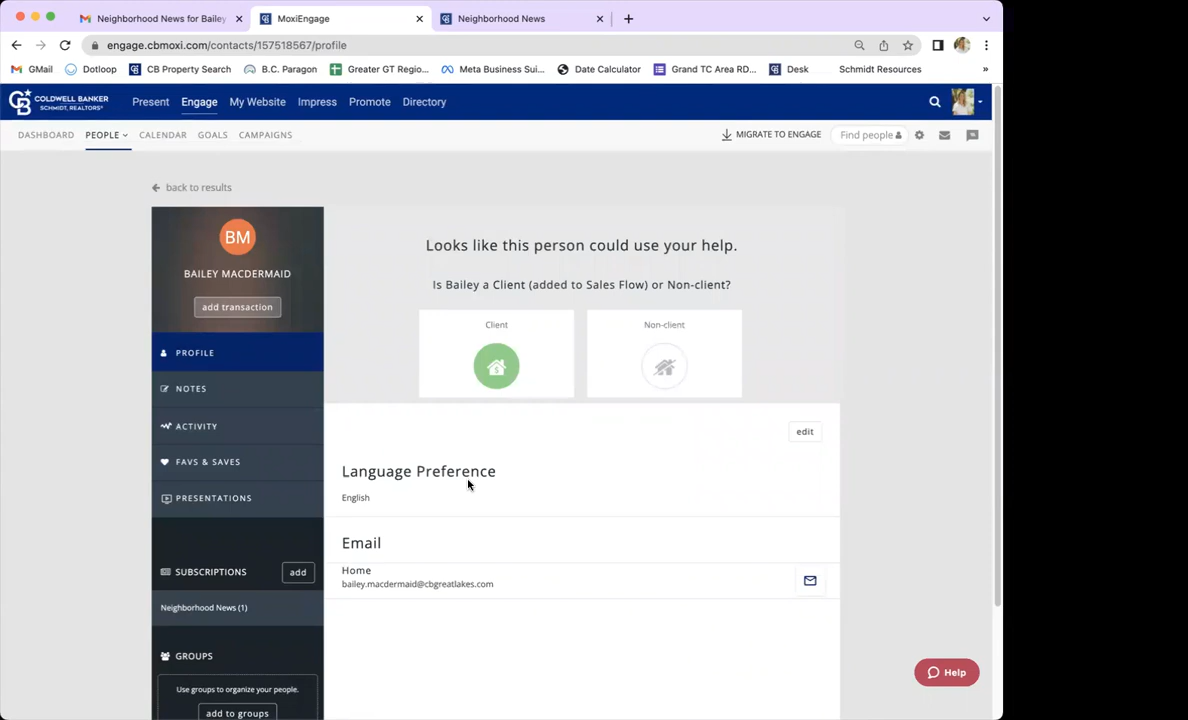 Neighborhood News for Bailey
MoxiEngage
Neighborhood News
engage.cbmoxi.com/contacts/157518567/profile
GMail
Dotloop
CB Property Search
B.C. Paragon
Greater GT Regio...
Meta Business Sui...
Date Calculator
Grand TC Area RD...
Desk
Schmidt Resources
»
COLDWELL BANKER
SCHMIDT, REALTORS®
Present
Engage
My Website
Impress
Promote
Directory
DASHBOARD
PEOPLE
CALENDAR
GOALS
CAMPAIGNS
MIGRATE TO ENGAGE
Find people
back to results
BM
BAILEY MACDERMAID
add transaction
PROFILE
NOTES
ACTIVITY
FAVS & SAVES
PRESENTATIONS
SUBSCRIPTIONS
add
Neighborhood News (1)
GROUPS
Use groups to organize your people.
add to groups
Looks like this person could use your help.
Is Bailey a Client (added to Sales Flow) or Non-client?
Client
Non-client
edit
Language Preference
English
Email
Home
bailey.macdermaid@cbgreatlakes.com
Help